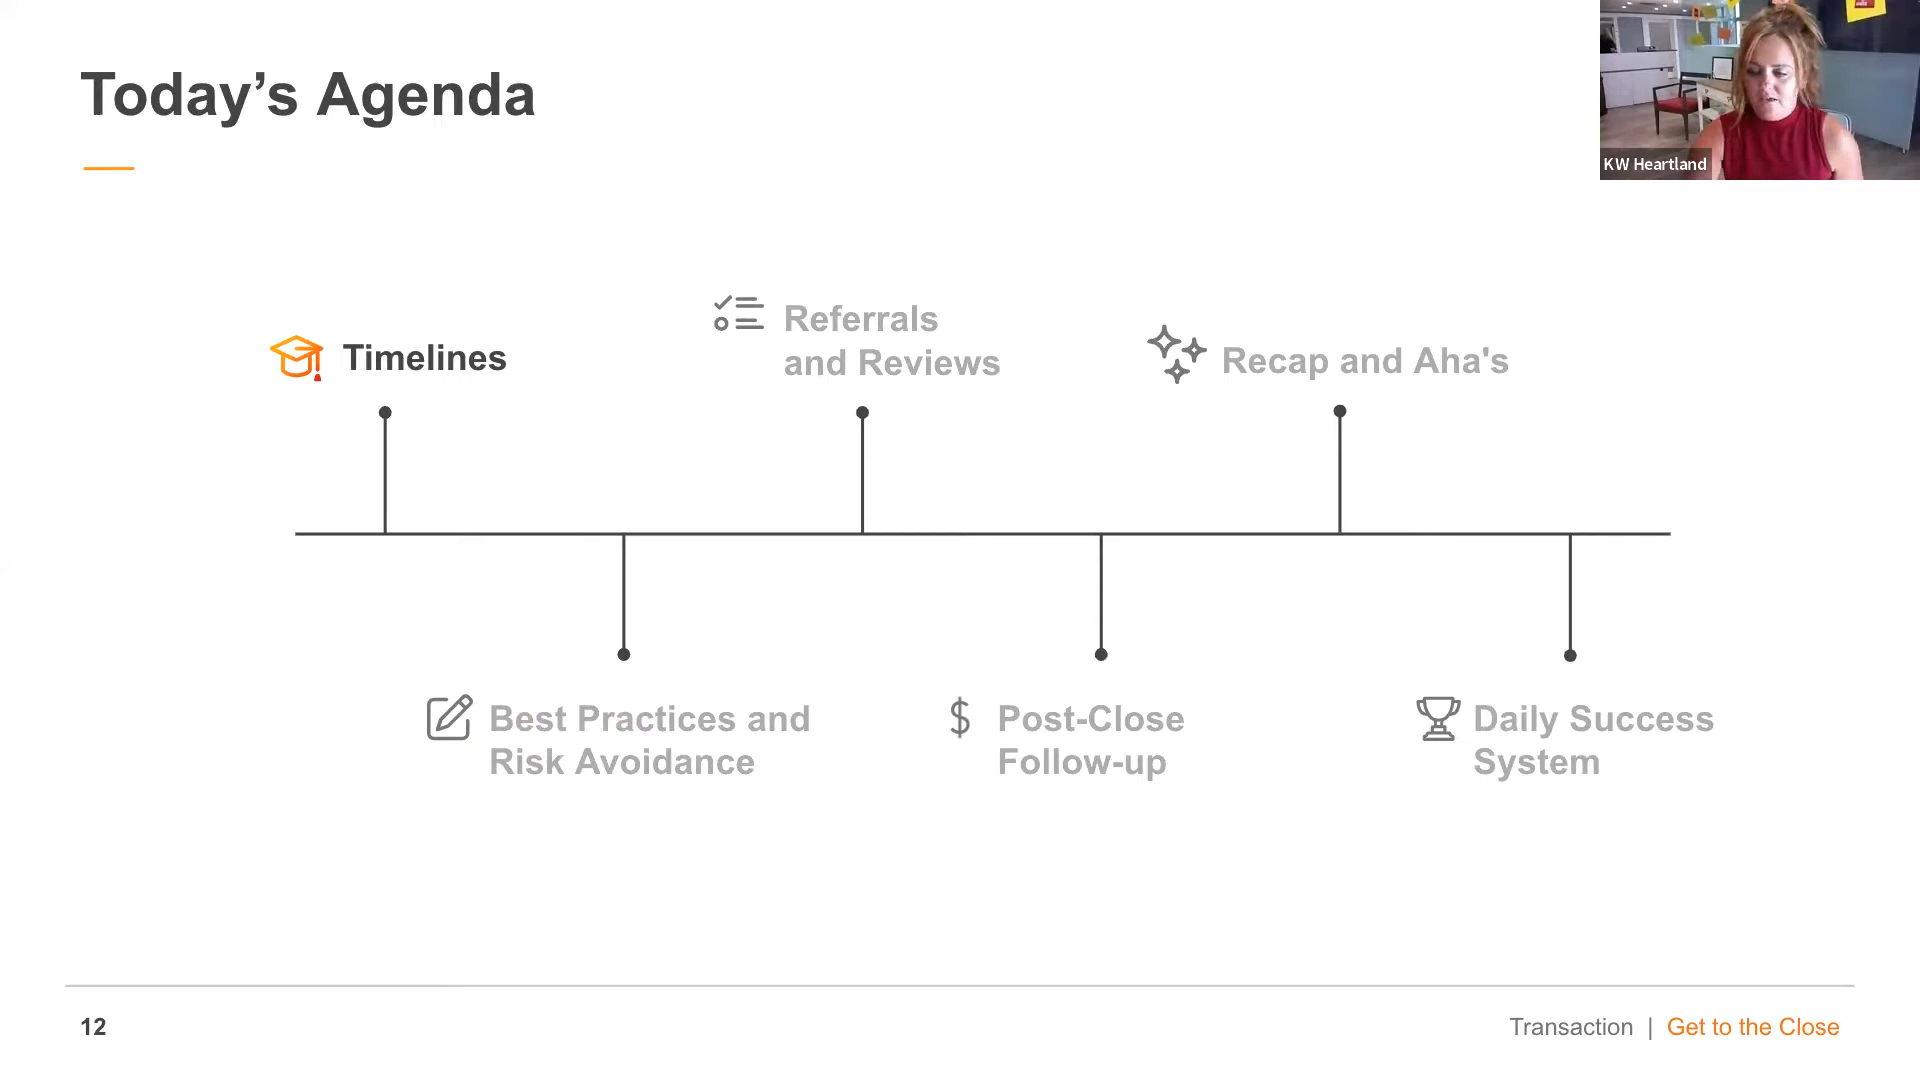 Today’s Agenda
KW Heartland
Timelines
Referrals
and Reviews
Recap and Aha's
Best Practices and
Risk Avoidance
$ Post-Close
Follow-up
Daily Success
System
12
Transaction | Get to the Close